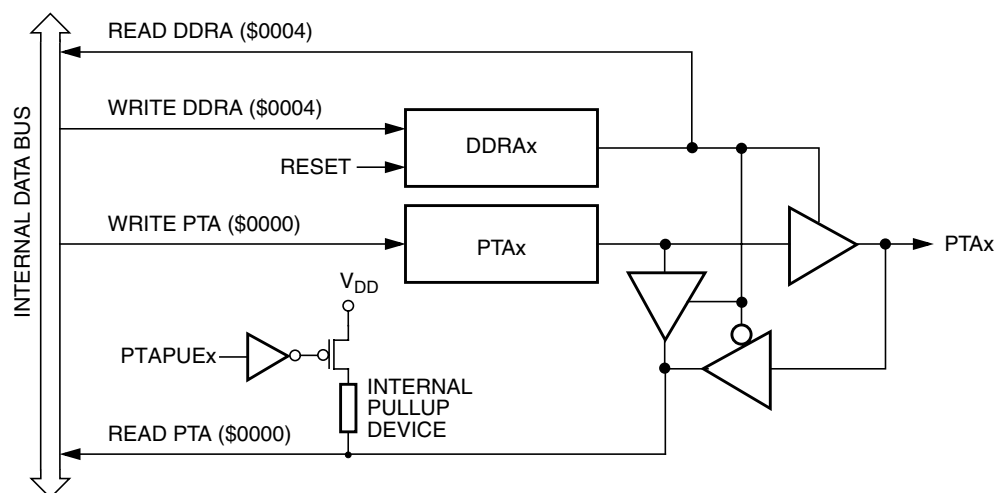 READ DDRA ($0004)
WRITE DDRA ($0004)
DDRAx
RESET
INTERNAL DATA BUS
WRITE PTA ($0000)
PTAx
PTAx
VDD
PTAPUEx
INTERNAL
PULLUP
DEVICE
READ PTA ($0000)